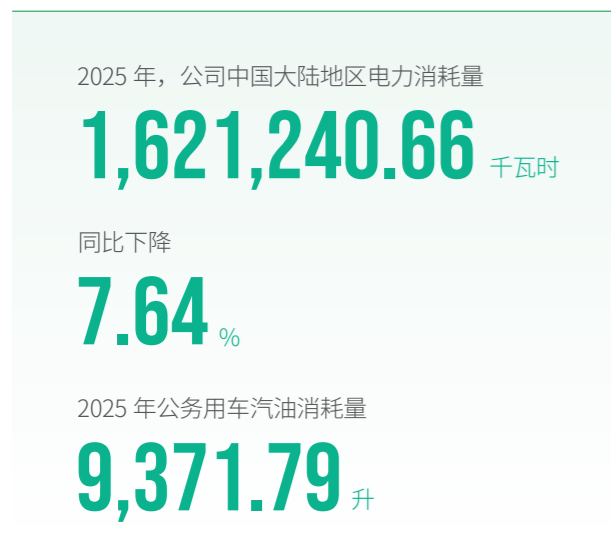 2025 年，公司中国大陆地区电力消耗量
1,621,240.66 千瓦时
同比下降
7.64 %
2025 年公务用车汽油消耗量
9,371.79 升